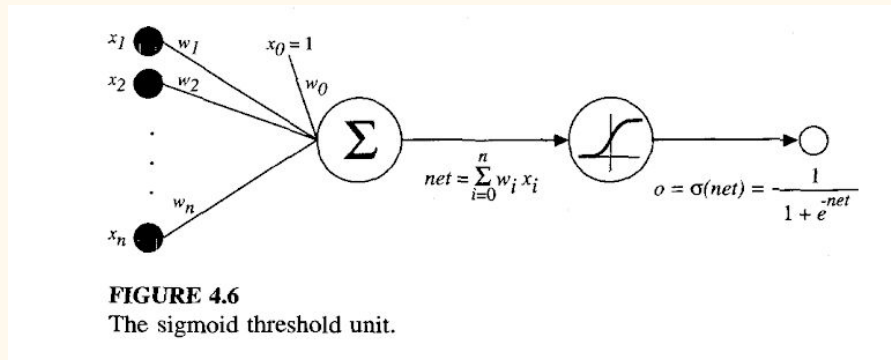 x1
w1
x0 = 1
x2
w2
w0
Σ
wn
xn
n
net = Σ wi xi
i=0
1
o = σ(net) = -
1 + e -net
FIGURE 4.6
The sigmoid threshold unit.